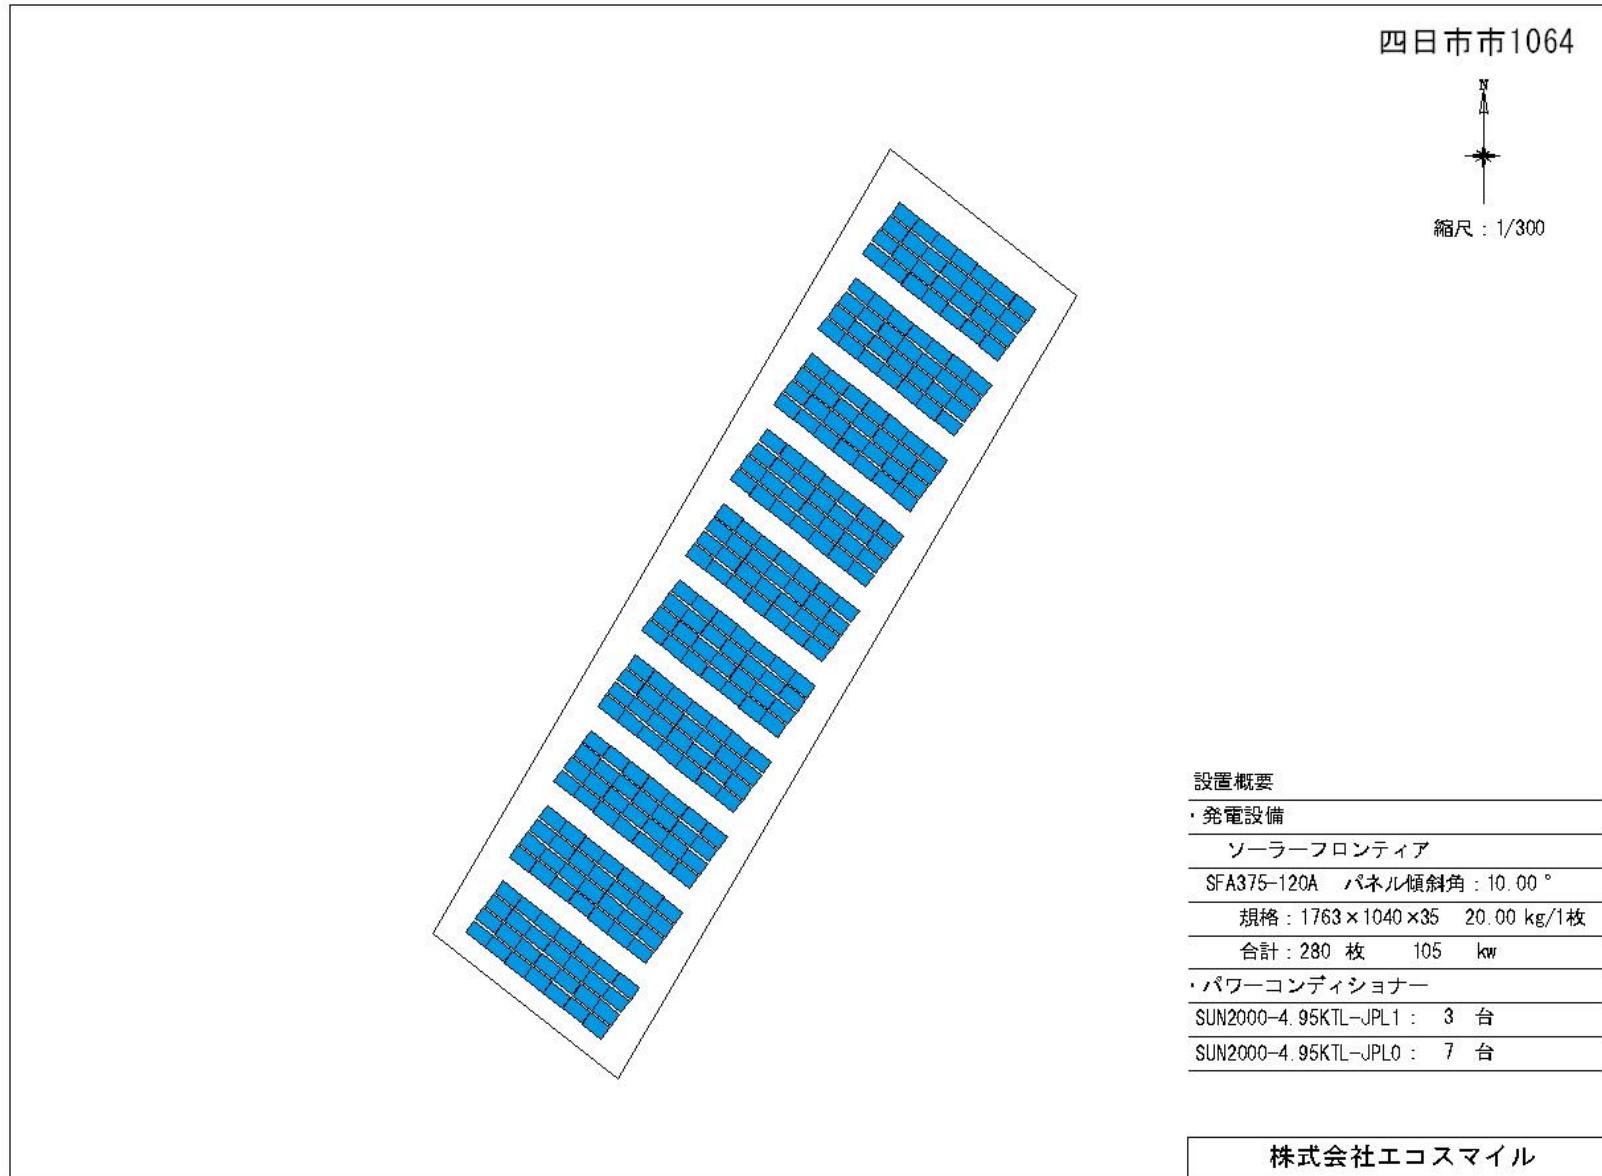 四日市市1064
N
縮尺：1/300
設置概要
・発電設備
ソーラーフロンティア
SFA375-120A　パネル傾斜角：10.00°
規格：1763×1040×35　20.00 kg/1枚
合計：280 枚　105　kw
・パワーコンディショナー
SUN2000-4.95KTL-JPL1： 3 台
SUN2000-4.95KTL-JPL0： 7 台
株式会社エコスマイル